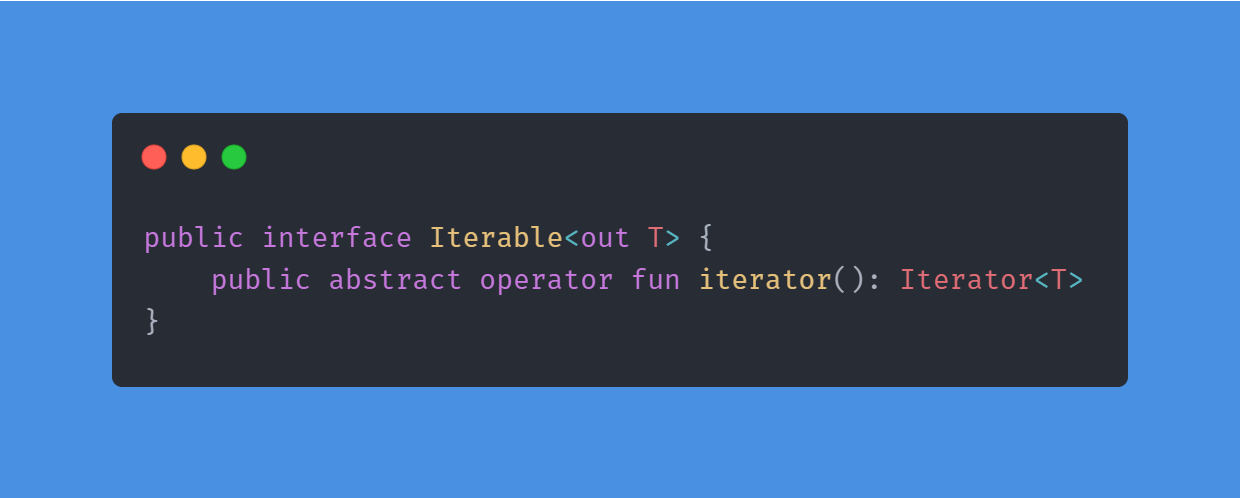 public interface Iterable<out T> {
    public abstract operator fun iterator(): Iterator<T>
}